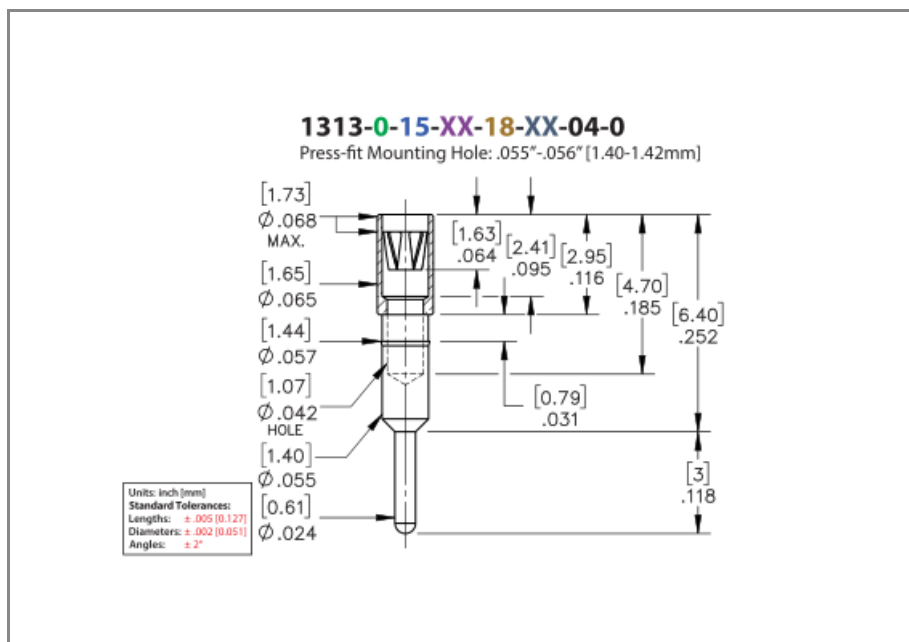 1313-0-15-XX-18-XX-04-0
Press-fit Mounting Hole: .055"-.056" [1.40-1.42mm]
[1.73]
Ø.068
MAX.
[1.65]
Ø.065
[1.44]
Ø.057
[1.07]
Ø.042
HOLE
[1.40]
Ø.055
[0.61]
Ø.024
[1.63]
.064
[2.41]
.095
[2.95]
.116
[4.70]
.185
[6.40]
.252
[0.79]
.031
[3]
.118
Units: inch [mm]
Standard Tolerances:
Lengths: ± .005 [0.127]
Diameters: ± .002 [0.051]
Angles: ± 2°